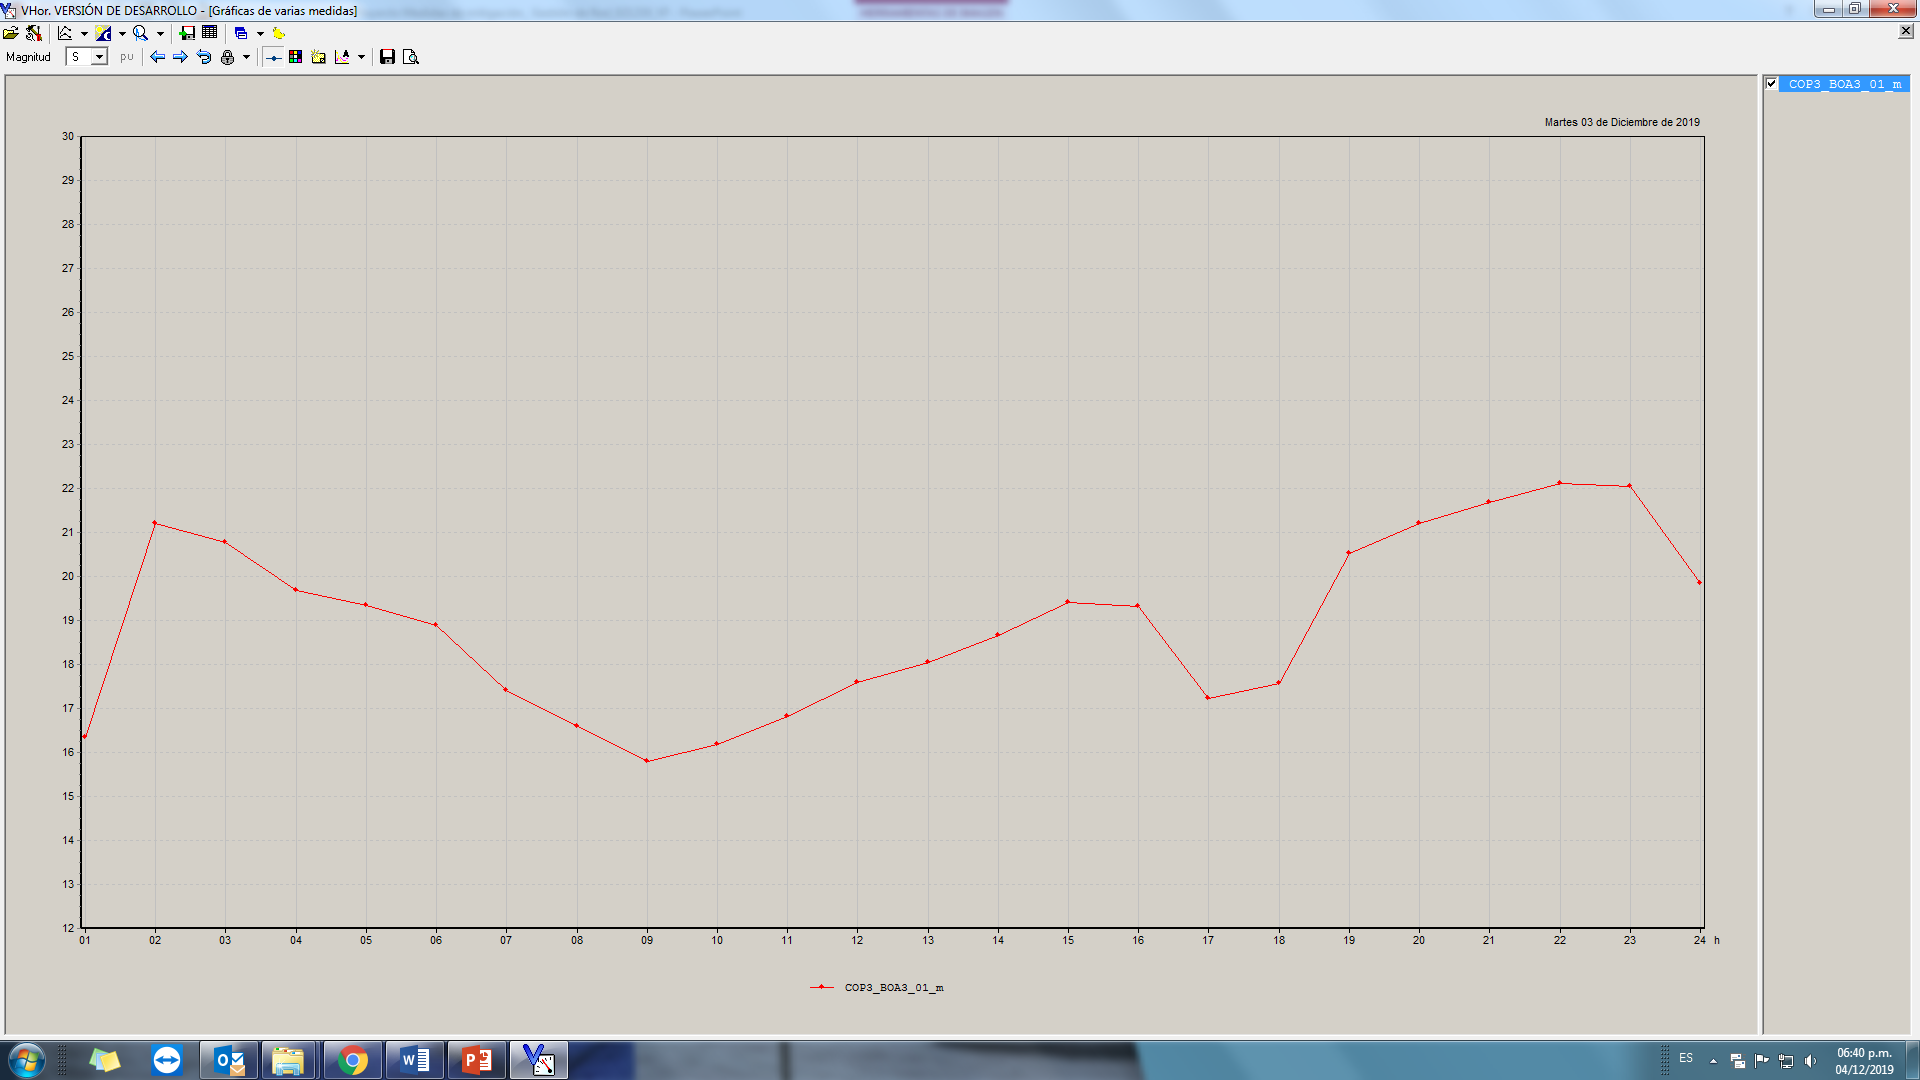 VHor. VERSIÓN DE DESARROLLO - [Gráficas de varias medidas]
Magnitud S pu
COP3_BOA3_01_m
Martes 03 de Diciembre de 2019
30
29
28
27
26
25
24
23
22
21
20
19
18
17
16
15
14
13
12
01 02 03 04 05 06 07 08 09 10 11 12 13 14 15 16 17 18 19 20 21 22 23 24 h
COP3_BOA3_01_m
ES
06:40 p.m.
04/12/2019